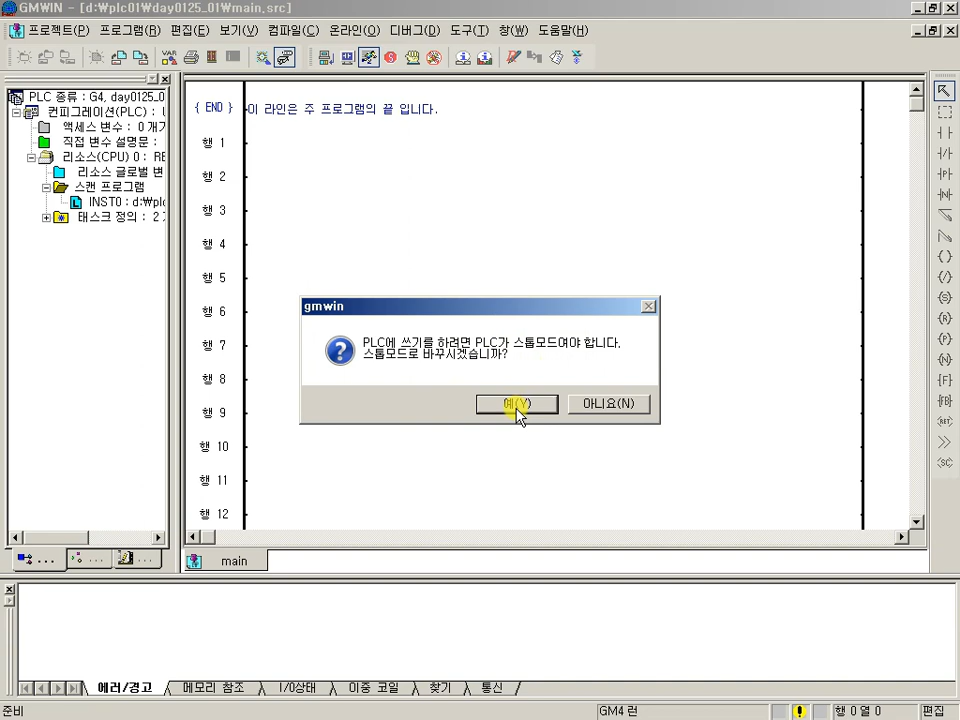 GMWIN - [d:\plc01\day0125_01\main.src]
프로젝트(P) 프로그램(R) 편집(E) 보기(V) 컴파일(C) 온라인(O) 디버그(D) 도구(T) 창(W) 도움말(H)
PLC 종류 : G4, day0125_0
컨피그레이션(PLC) :
액세스 변수 : 0 개
직접 변수 설명문 :
리소스(CPU) 0 : RE
리소스 글로벌 변
스캔 프로그램
INST0 : d:\plc
태스크 정의 : 2
{ END } 이 라인은 주 프로그램의 끝 입니다.
행 1
행 2
행 3
행 4
행 5
행 6
행 7
행 8
행 9
행 10
행 11
행 12
gmwin
PLC에 쓰기를 하려면 PLC가 스톱모드여야 합니다.
스톱모드로 바꾸시겠습니까?
예(Y) 아니요(N)
main
에러/경고 메모리 참조 I/O상태 이중 코일 찾기 통신
준비 GM4 런 행 0 열 0 편집